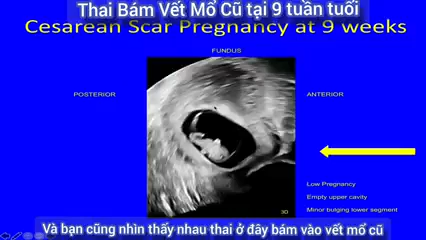 Thai Bám Vết Mổ Cũ tại 9 tuần tuổi
Cesarean Scar Pregnancy at 9 weeks
FUNDUS
POSTERIOR
ANTERIOR
Low Pregnancy
Empty upper cavity
Minor bulging lower segment
3D
Và bạn cũng nhìn thấy nhau thai ở đây bám vào vết mổ cũ